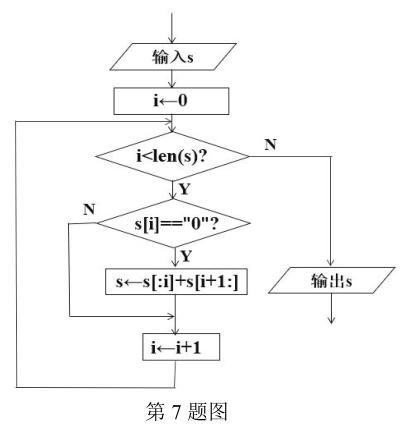 输入s
i←0
i<len(s)?
N
Y
N
s[i]=="0"?
Y
s←s[:i]+s[i+1:]
输出s
i←i+1
第 7 题图